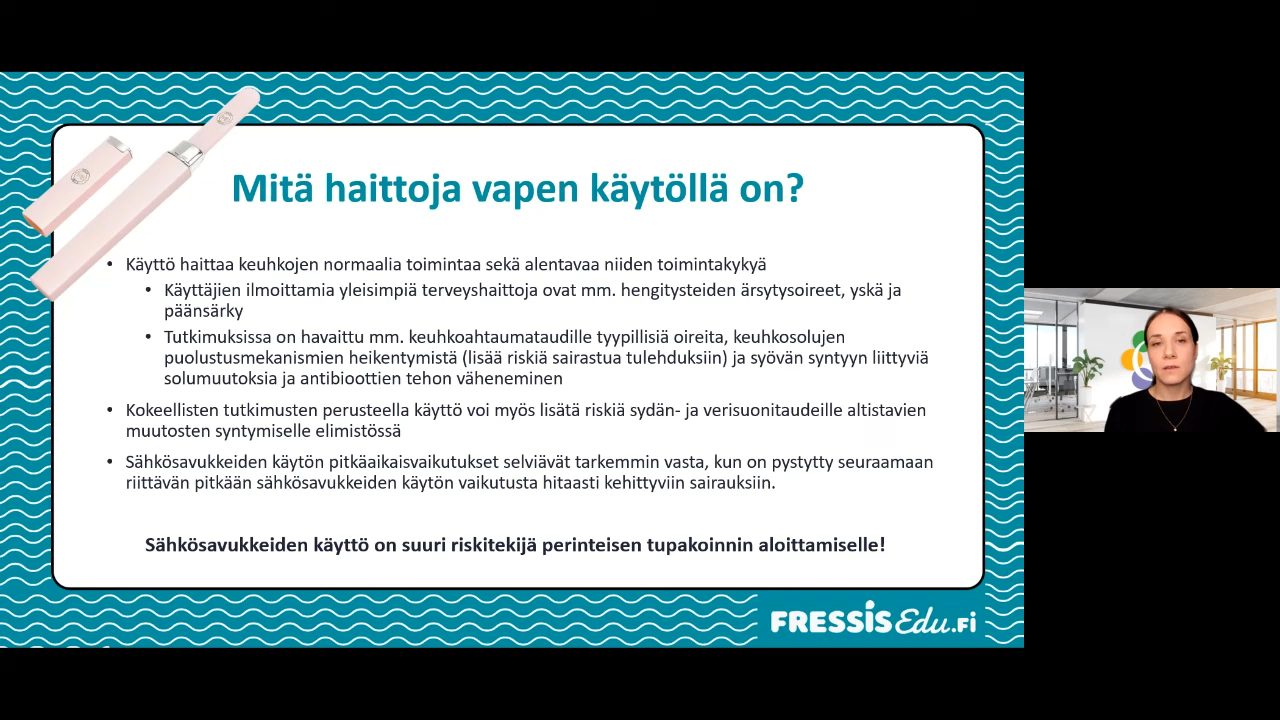 Mitä haittoja vapen käytöllä on?
• Käyttö haittaa keuhkojen normaalia toimintaa sekä alentavaa niiden toimintakykyä
• Käyttäjien ilmoittamia yleisimpiä terveyshaittoja ovat mm. hengitysteiden ärsytysoireet, yskä ja
päänsärky
• Tutkimuksissa on havaittu mm. keuhkoahtaumataudille tyypillisiä oireita, keuhkosolujen
puolustusmekanismien heikentymistä (lisää riskiä sairastua tulehduksiin) ja syövän syntyyn liittyviä
solumuutoksia ja antibioottien tehon väheneminen
• Kokeellisten tutkimusten perusteella käyttö voi myös lisätä riskiä sydän- ja verisuonitaudeille altistavien
muutosten syntymiselle elimistössä
• Sähkösavukkeiden käytön pitkäaikaisvaikutukset selviävät tarkemmin vasta, kun on pystytty seuraamaan
riittävän pitkään sähkösavukkeiden käytön vaikutusta hitaasti kehittyviin sairauksiin.
Sähkösavukkeiden käyttö on suuri riskitekijä perinteisen tupakoinnin aloittamiselle!
FRESSIS Edu.Fi